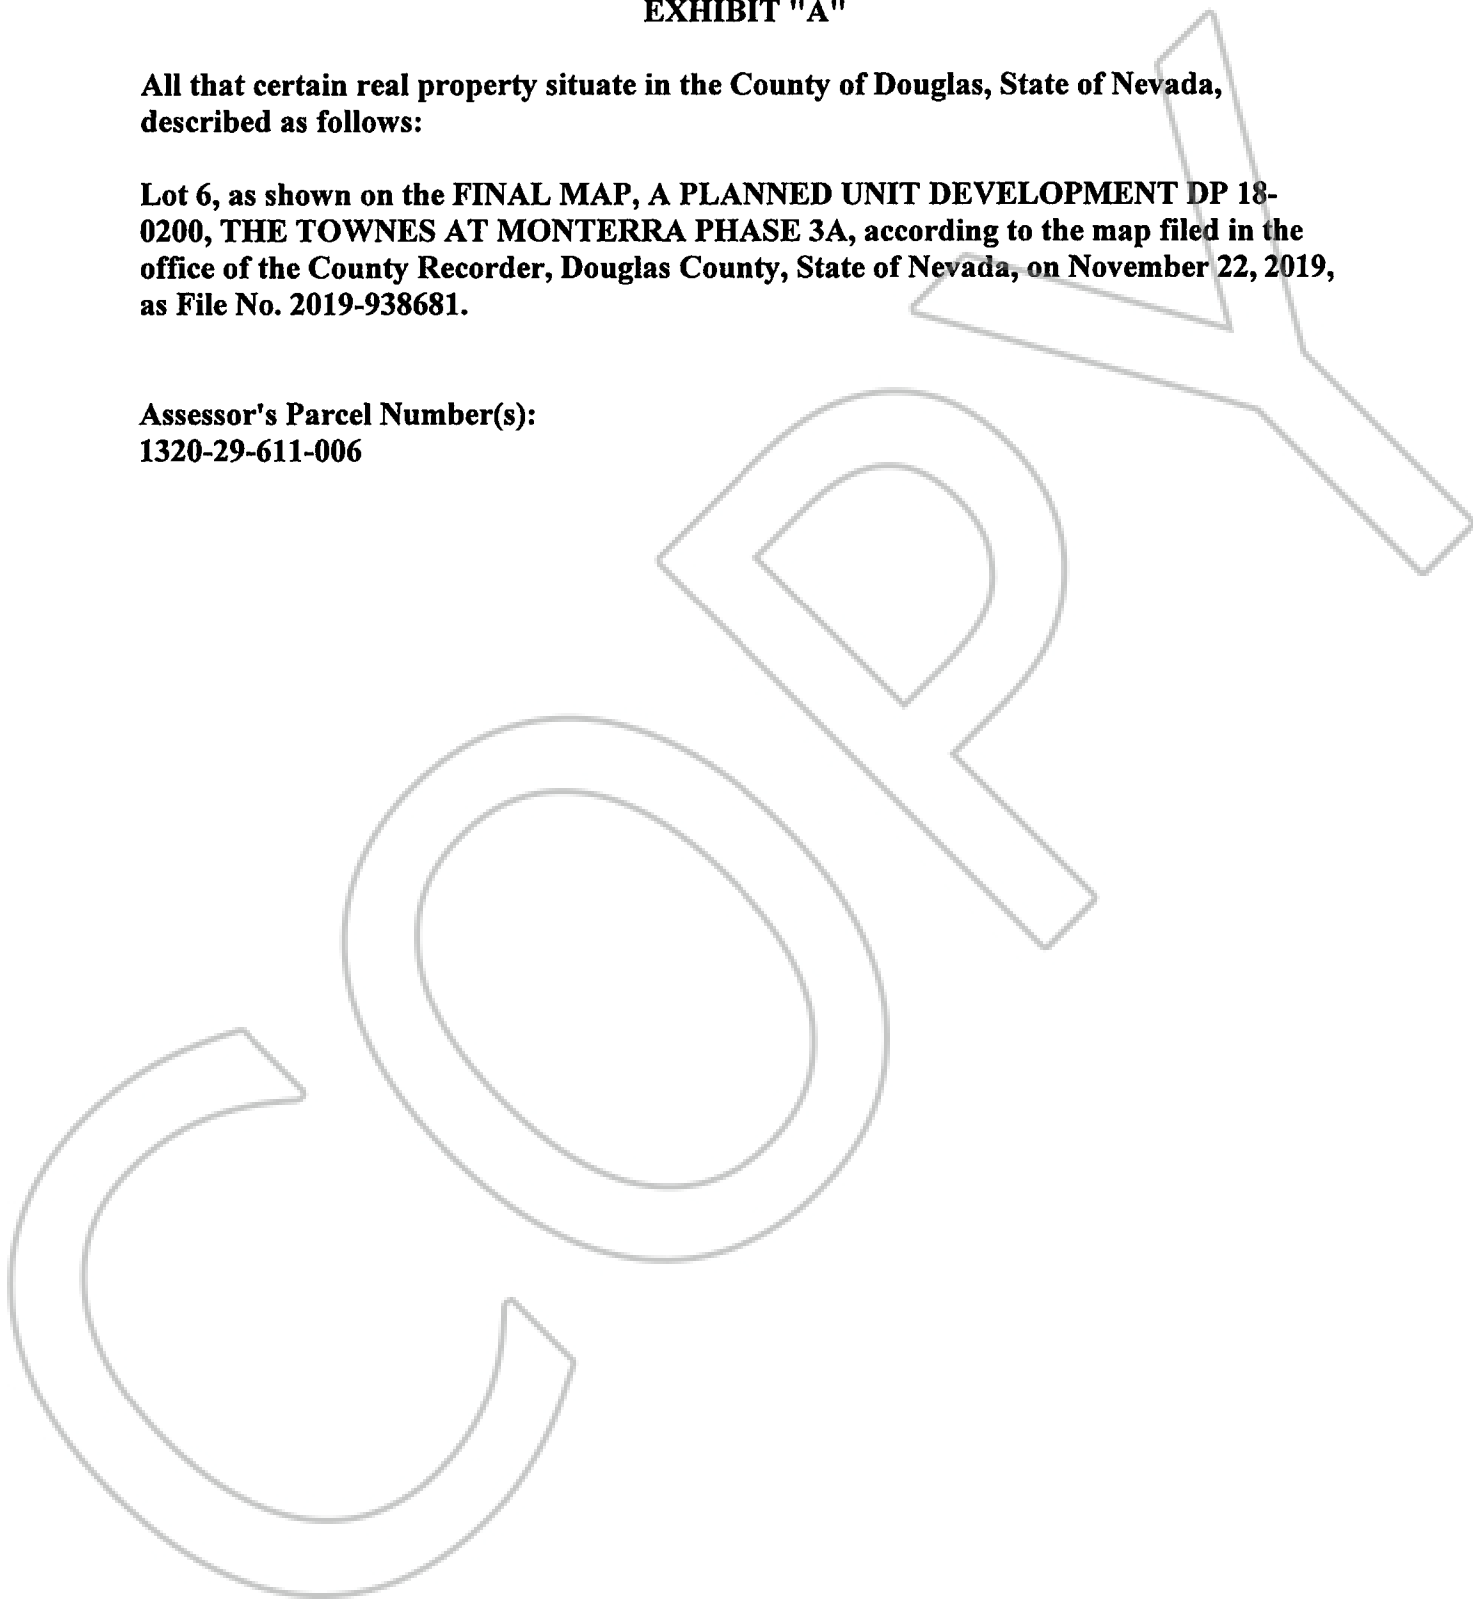 EXHIBIT "A"
All that certain real property situate in the County of Douglas, State of Nevada,
described as follows:
Lot 6, as shown on the FINAL MAP, A PLANNED UNIT DEVELOPMENT DP 18-
0200, THE TOWNES AT MONTERRA PHASE 3A, according to the map filed in the
office of the County Recorder, Douglas County, State of Nevada, on November 22, 2019,
as File No. 2019-938681.
Assessor's Parcel Number(s):
1320-29-611-006
COPY